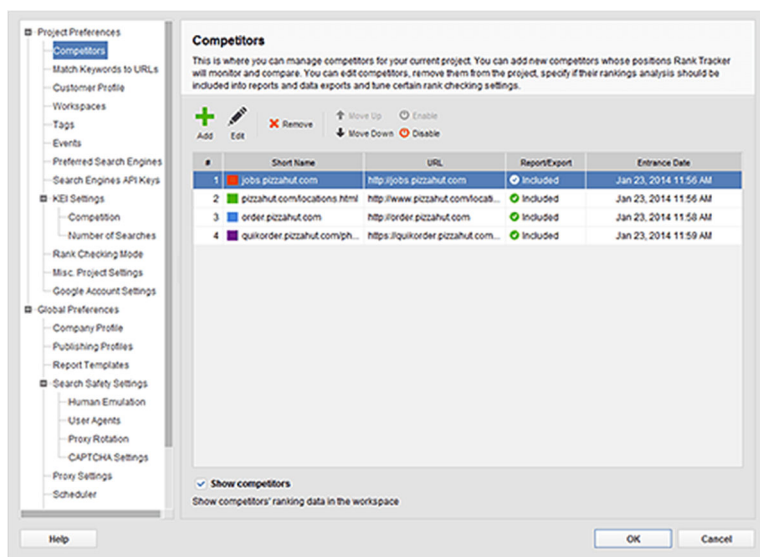 Project Preferences
Competitors
Match Keywords to URLs
Customer Profile
Workspaces
Tags
Events
Preferred Search Engines
Search Engines API Keys
KEI Settings
Competition
Number of Searches
Rank Checking Mode
Misc. Project Settings
Google Account Settings
Global Preferences
Company Profile
Publishing Profiles
Report Templates
Search Safety Settings
Human Emulation
User Agents
Proxy Rotation
CAPTCHA Settings
Proxy Settings
Scheduler
Competitors
This is where you can manage competitors for your current project. You can add new competitors whose positions Rank Tracker
will monitor and compare. You can edit competitors, remove them from the project, specify if their rankings analysis should be
included into reports and data exports and tune certain rank checking settings.
Add Edit Remove Move Up Enable
Move Down Disable
# Short Name URL Report/Export Entrance Date
1 jobs.pizzahut.com http://jobs.pizzahut.com Included Jan 23, 2014 11:56 AM
2 pizzahut.com/locations.html http://www.pizzahut.com/locati... Included Jan 23, 2014 11:56 AM
3 order.pizzahut.com http://order.pizzahut.com Included Jan 23, 2014 11:58 AM
4 quikorder.pizzahut.com/ph... https://quikorder.pizzahut.com... Included Jan 23, 2014 11:59 AM
Show competitors
Show competitors' ranking data in the workspace
Help OK Cancel